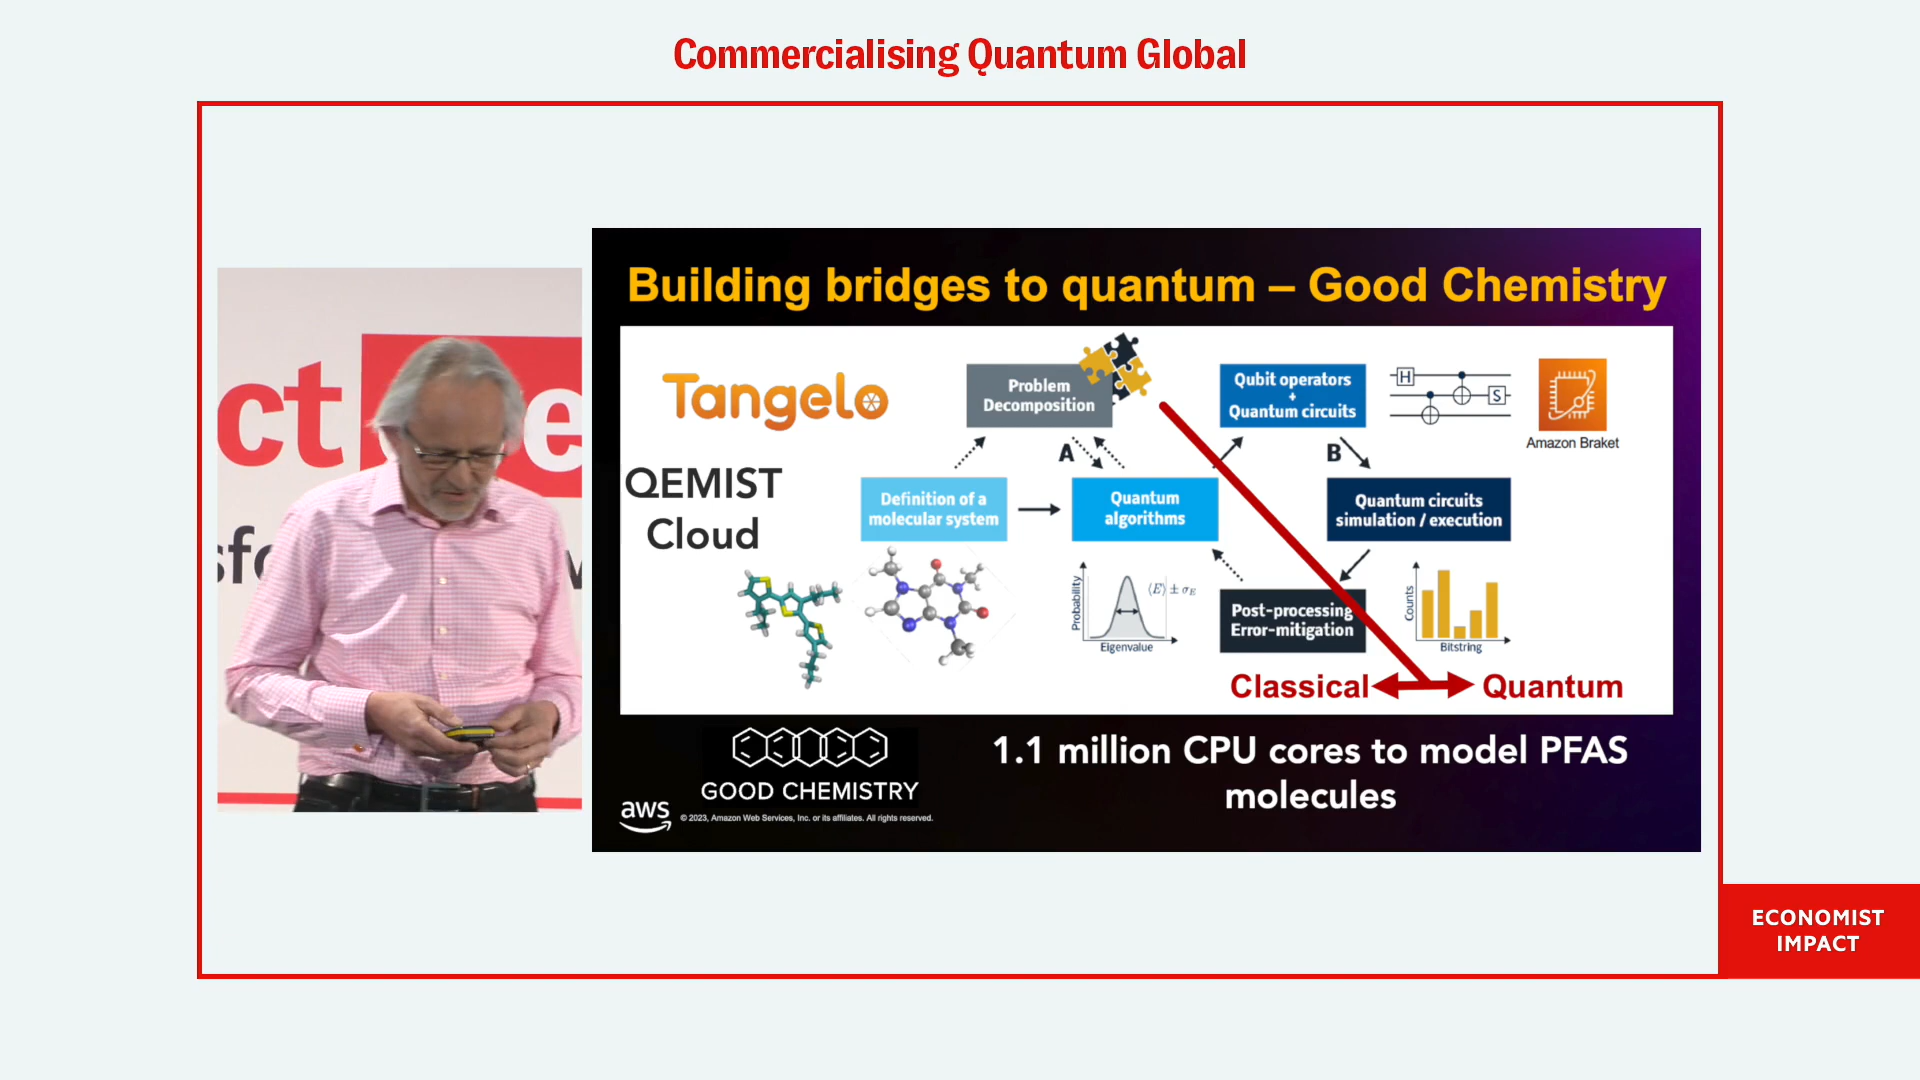 Commercialising Quantum Global
ct
e
sfo
Building bridges to quantum – Good Chemistry
Tangelo
QEMIST
Cloud
Problem
Decomposition
Qubit operators
+
Quantum circuits
H
S
Amazon Braket
A
B
Definition of a
molecular system
Quantum
algorithms
Quantum circuits
simulation / execution
Probability
⟨E⟩ ± σE
Eigenvalue
Post-processing
Error-mitigation
Counts
Bitstring
Classical
Quantum
GOOD CHEMISTRY
1.1 million CPU cores to model PFAS
molecules
aws
© 2023, Amazon Web Services, Inc. or its affiliates. All rights reserved.
ECONOMIST
IMPACT